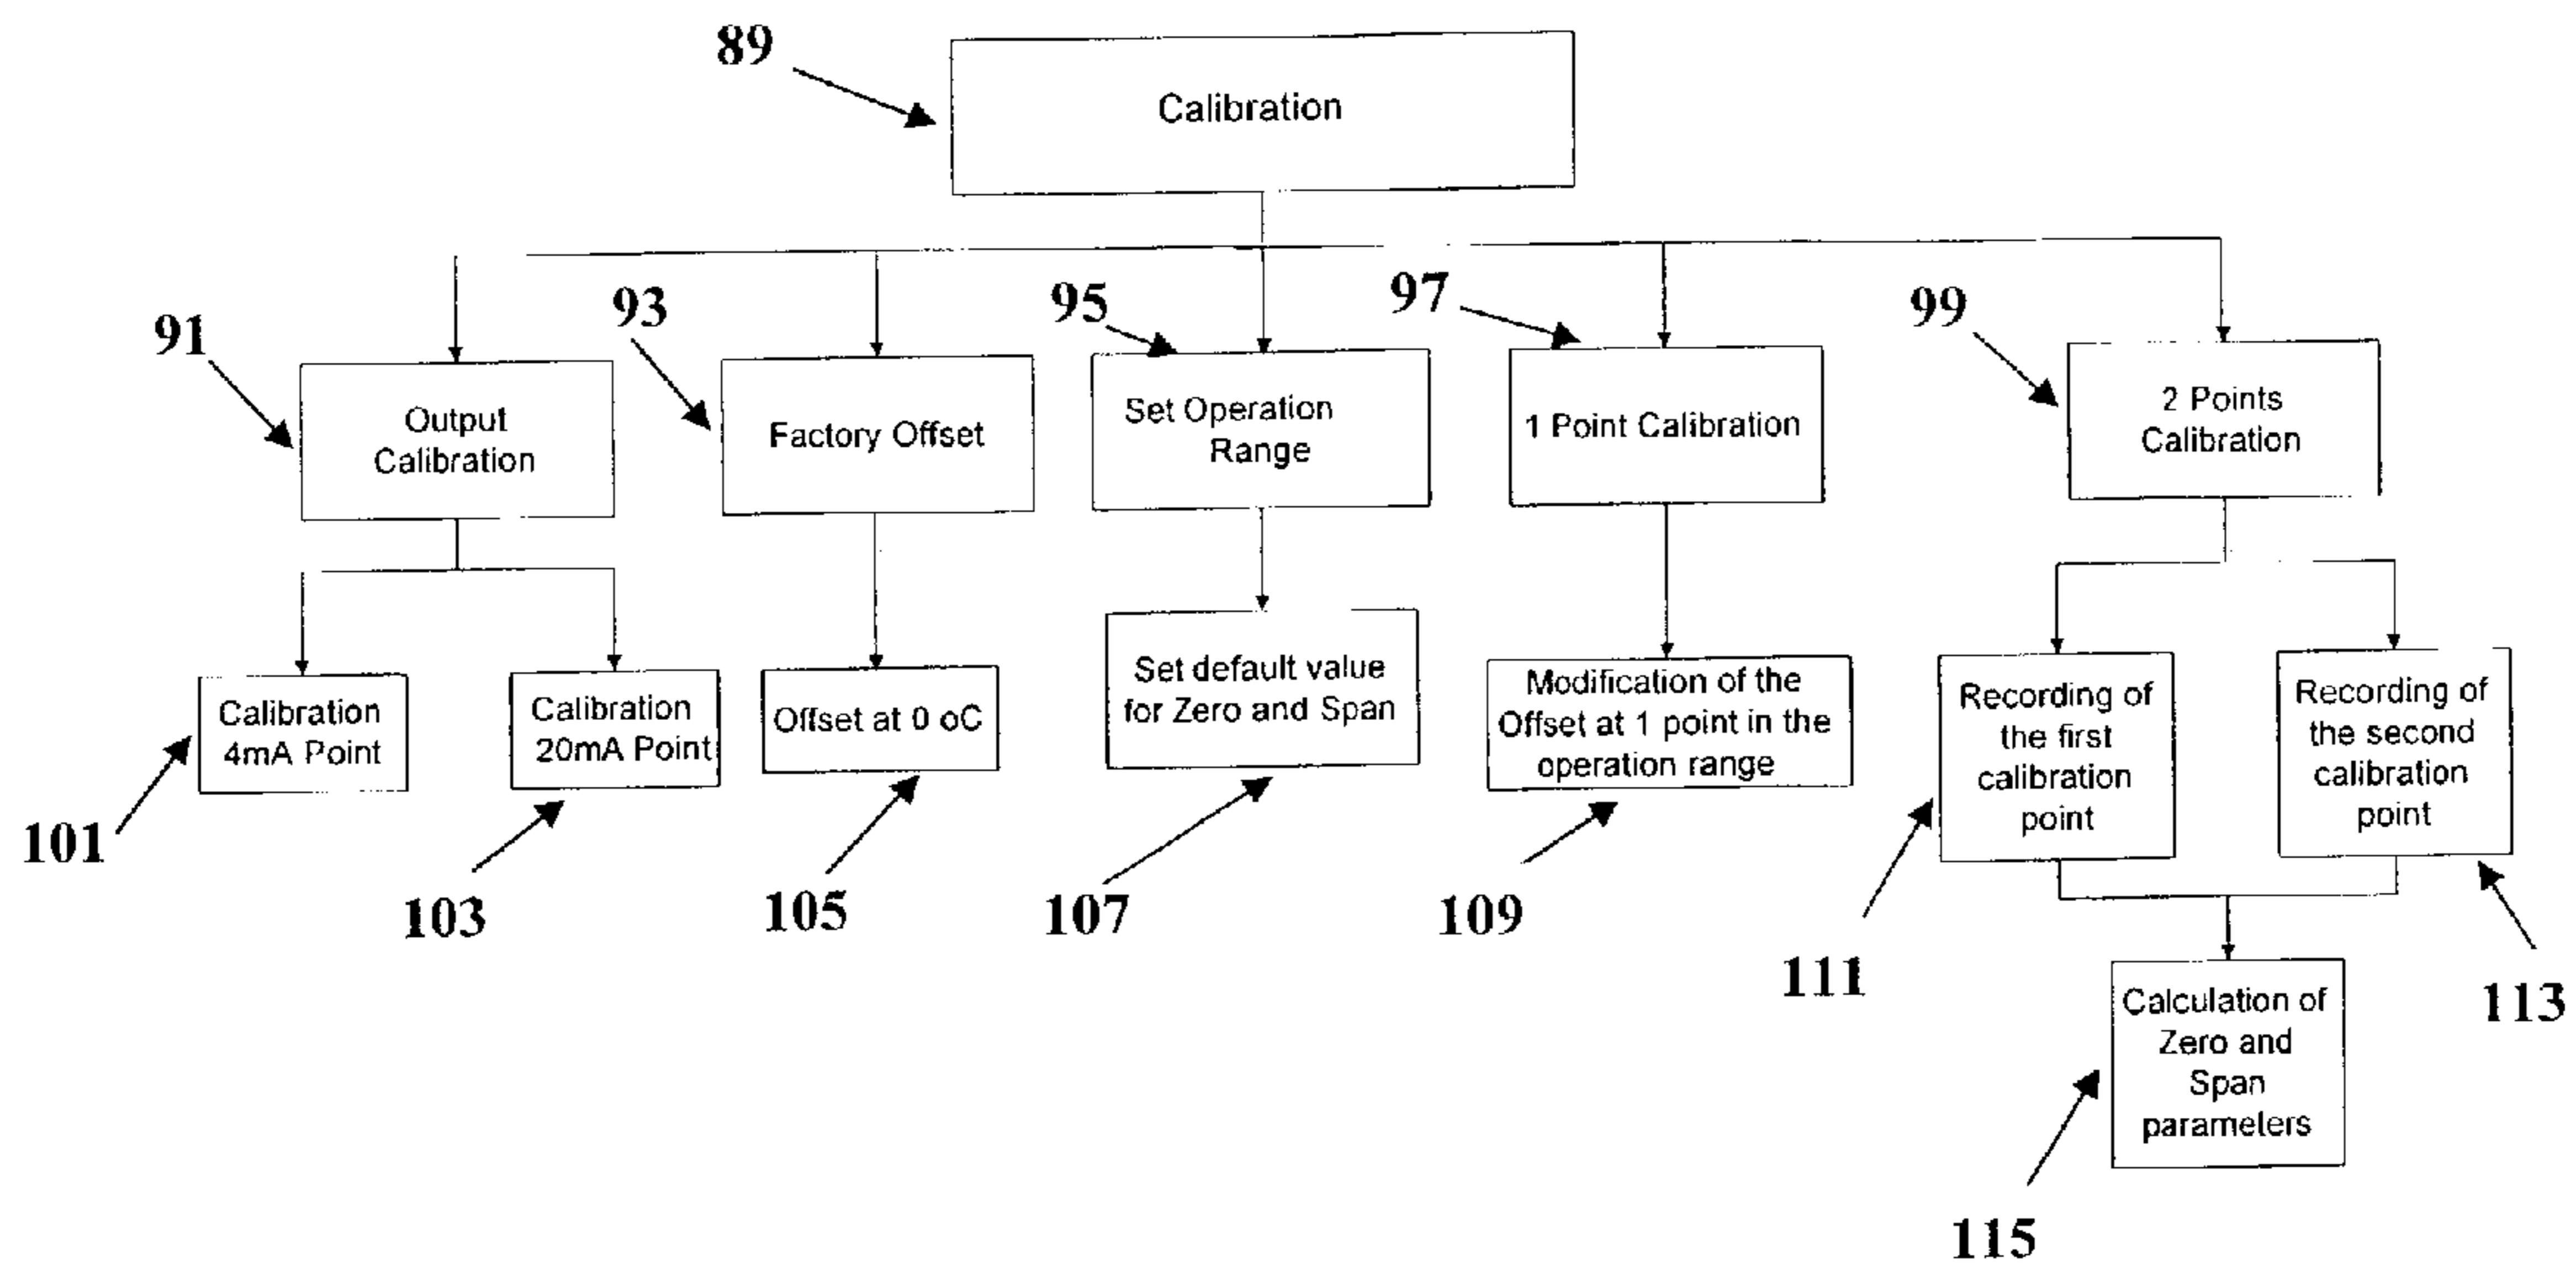 89
Calibration
91
93
95
97
99
Output
Calibration
Factory Offset
Set Operation
Range
1 Point Calibration
2 Points
Calibration
Calibration
4mA Point
Calibration
20mA Point
Offset at 0 oC
Set default value
for Zero and Span
Modification of the
Offset at 1 point in the
operation range
Recording of
the first
calibration
point
Recording of
the second
calibration
point
101
103
105
107
109
111
113
Calculation of
Zero and
Span
parameters
115